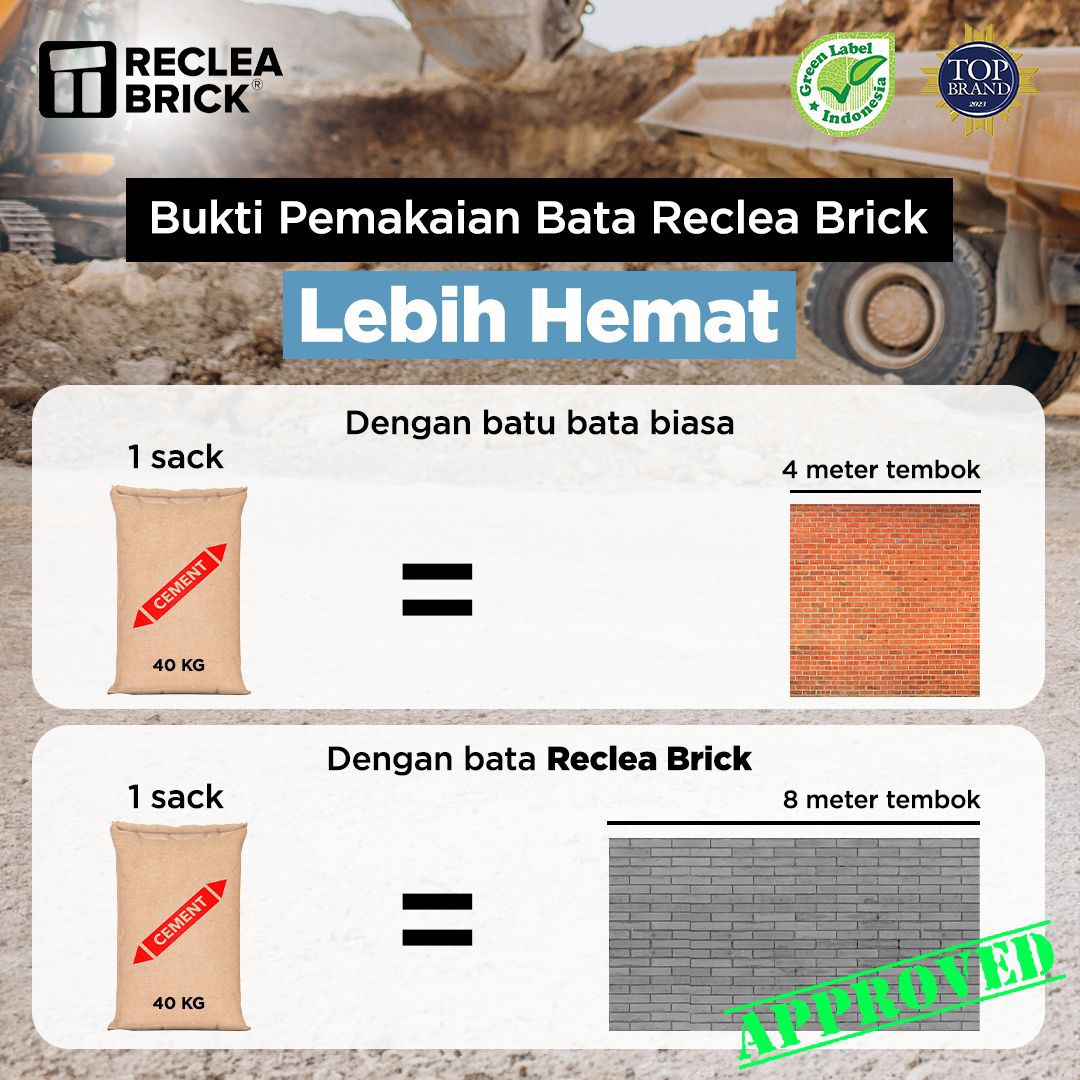 RECLEA
BRICK®
Green Label
Indonesia
TOP
BRAND
2023
Bukti Pemakaian Bata Reclea Brick
Lebih Hemat
Dengan batu bata biasa
1 sack
4 meter tembok
CEMENT
40 KG
=
Dengan bata Reclea Brick
1 sack
8 meter tembok
CEMENT
40 KG
=
APPROVED